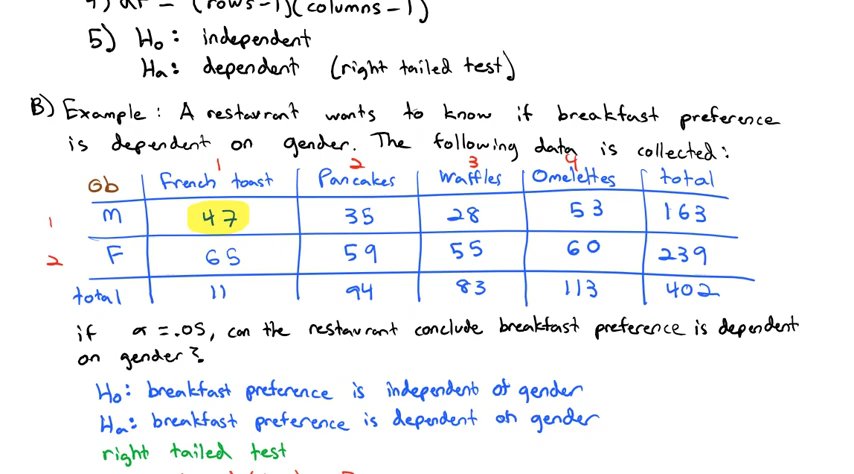 4) df = (rows-1)(columns-1)
5) Ho: independent
Ha: dependent (right tailed test)
B) Example: A restaurant wants to know if breakfast preference
is dependent on gender. The following data is collected:
1 2 3 4
Ob French toast Pancakes Waffles Omelettes total
1 M 47 35 28 53 163
2 F 65 59 55 60 239
total 11 94 83 113 402
if α = .05, can the restaurant conclude breakfast preference is dependent
on gender?
Ho: breakfast preference is independent of gender
Ha: breakfast preference is dependent on gender
right tailed test